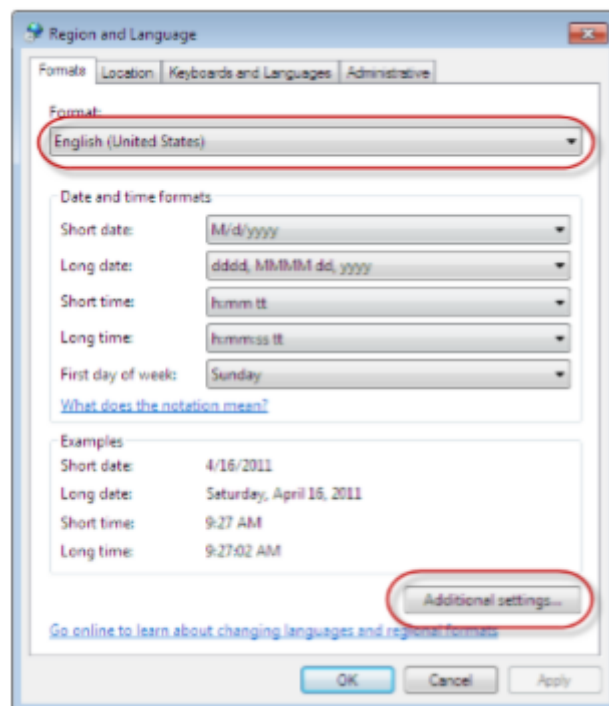 Region and Language
Formats Location Keyboards and Languages Administrative
Format:
English (United States)
Date and time formats
Short date: M/d/yyyy
Long date: dddd, MMMM dd, yyyy
Short time: h:mm tt
Long time: h:mm:ss tt
First day of week: Sunday
What does the notation mean?
Examples
Short date: 4/16/2011
Long date: Saturday, April 16, 2011
Short time: 9:27 AM
Long time: 9:27:02 AM
Additional settings...
Go online to learn about changing languages and regional formats
OK Cancel Apply